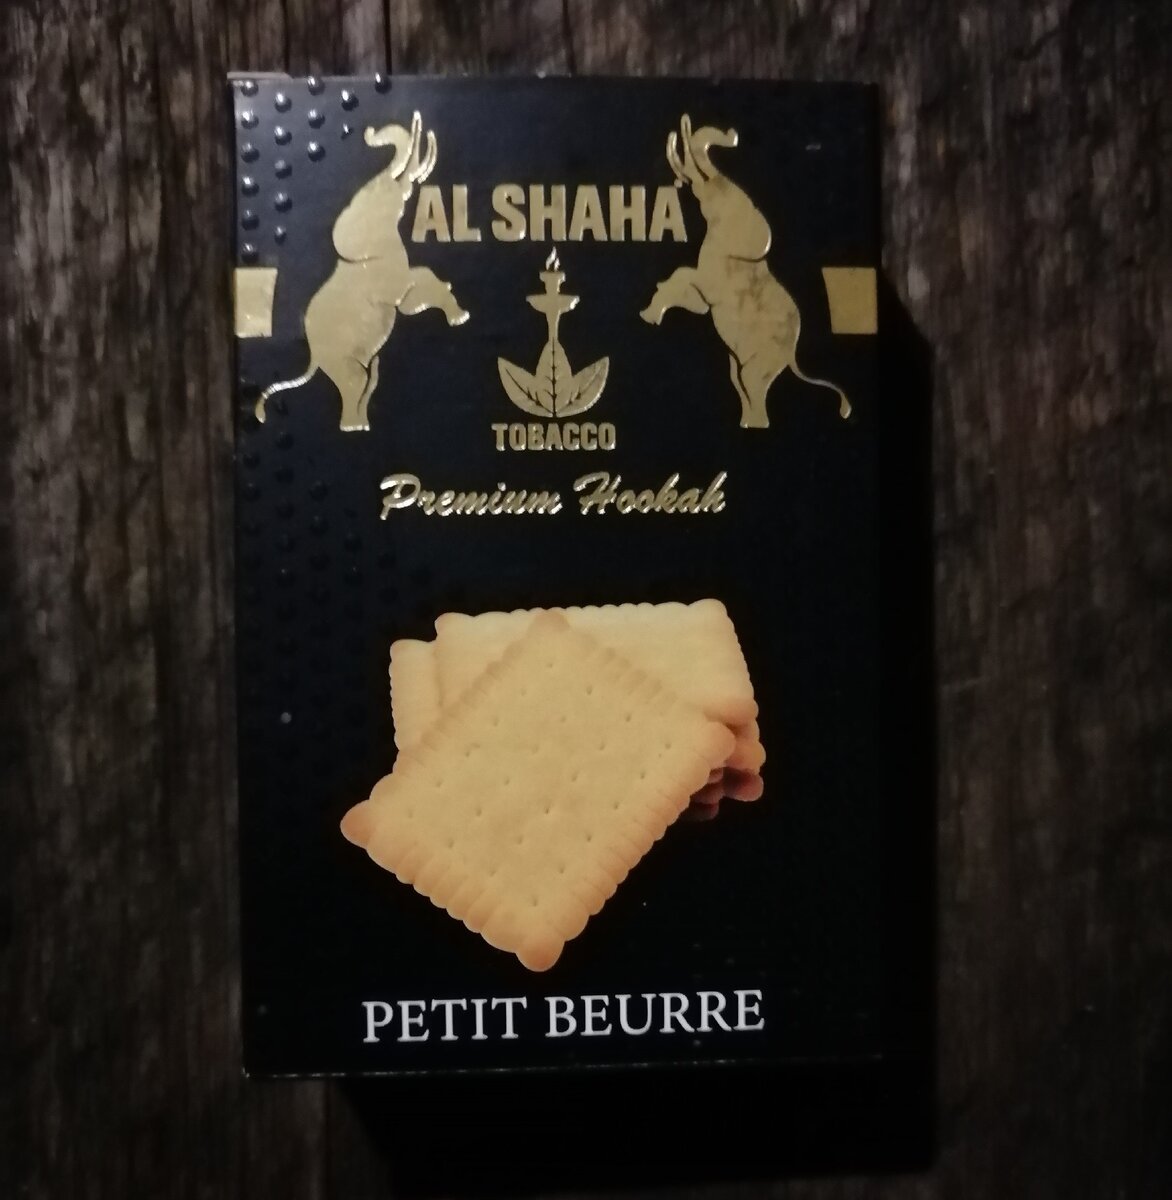 AL SHAHA
TOBACCO
Premium Hookah
PETIT BEURRE